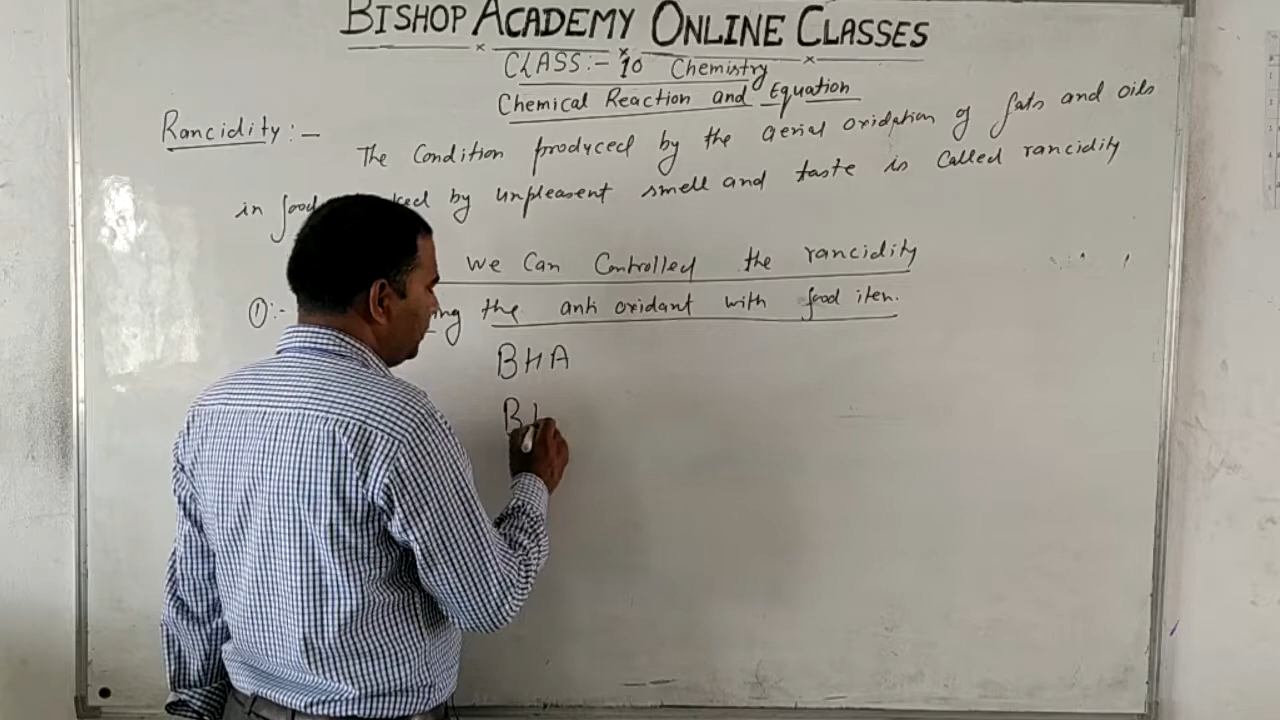 BISHOP ACADEMY ONLINE CLASSES
CLASS:- 10 Chemistry
Chemical Reaction and Equation
Rancidity:-
The Condition produced by the aerial oxidation of fats and oils
in food by unpleasent smell and taste is Called rancidity
we Can Controlled the rancidity
①:- the anti oxidant with food item.
BHA
B